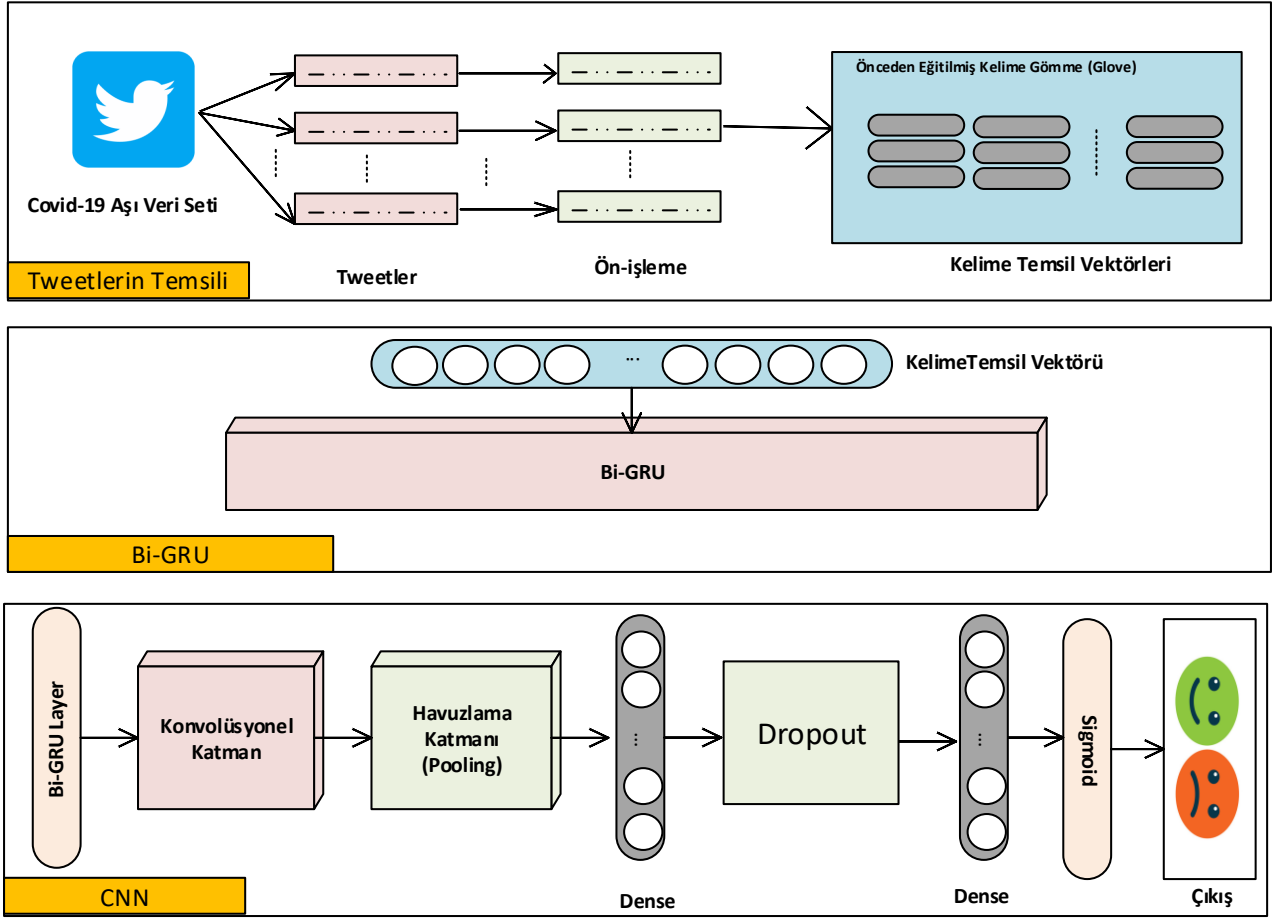 Önceden Eğitilmiş Kelime Gömme (Glove)
Covid-19 Aşı Veri Seti
Tweetler
Ön-işleme
Kelime Temsil Vektörleri
Tweetlerin Temsili
...
KelimeTemsil Vektörü
Bi-GRU
Bi-GRU
Bi-GRU Layer
Konvolüsyonel
Katman
Havuzlama
Katmanı
(Pooling)
...
Dropout
...
Sigmoid
Dense
Dense
Çıkış
CNN